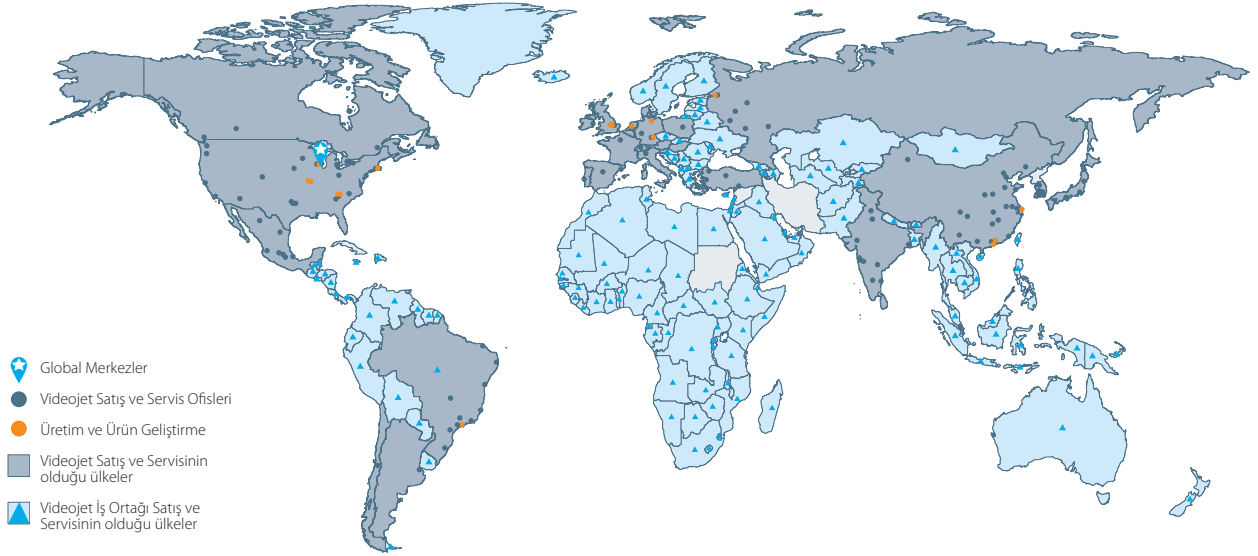 Global Merkezler
Videojet Satış ve Servis Ofisleri
Üretim ve Ürün Geliştirme
Videojet Satış ve Servisinin
olduğu ülkeler
Videojet İş Ortağı Satış ve
Servisinin olduğu ülkeler